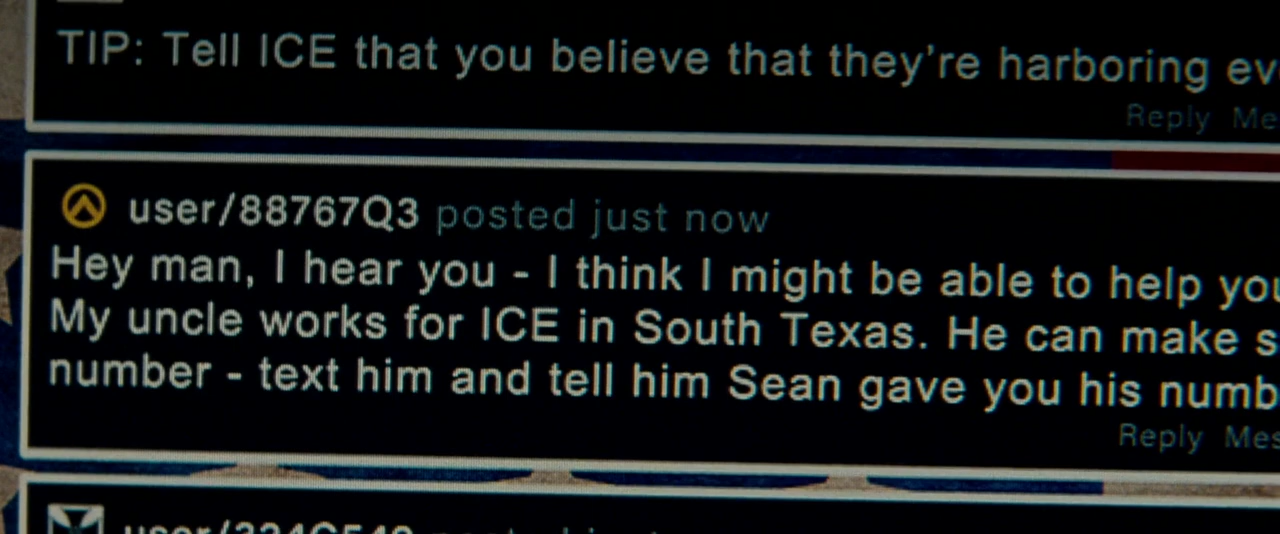 TIP: Tell ICE that you believe that they're harboring
Reply
user/88767Q3 posted just now
Hey man, I hear you - I think I might be able to help
My uncle works for ICE in South Texas. He can make
number - text him and tell him Sean gave you his
Reply